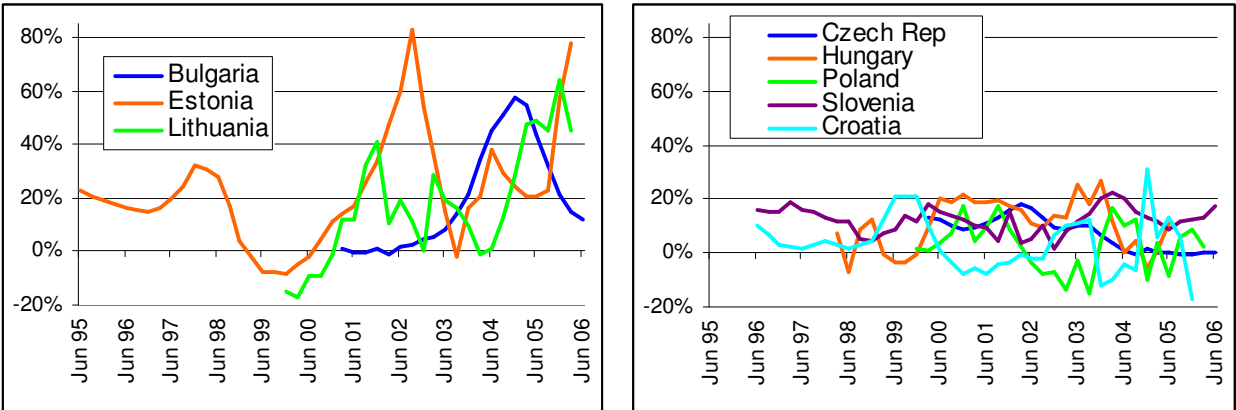 80%
60%
40%
20%
0%
-20%
Bulgaria
Estonia
Lithuania
Jun 95
Jun 96
Jun 97
Jun 98
Jun 99
Jun 00
Jun 01
Jun 02
Jun 03
Jun 04
Jun 05
Jun 06
80%
60%
40%
20%
0%
-20%
Czech Rep
Hungary
Poland
Slovenia
Croatia
Jun 95
Jun 96
Jun 97
Jun 98
Jun 99
Jun 00
Jun 01
Jun 02
Jun 03
Jun 04
Jun 05
Jun 06